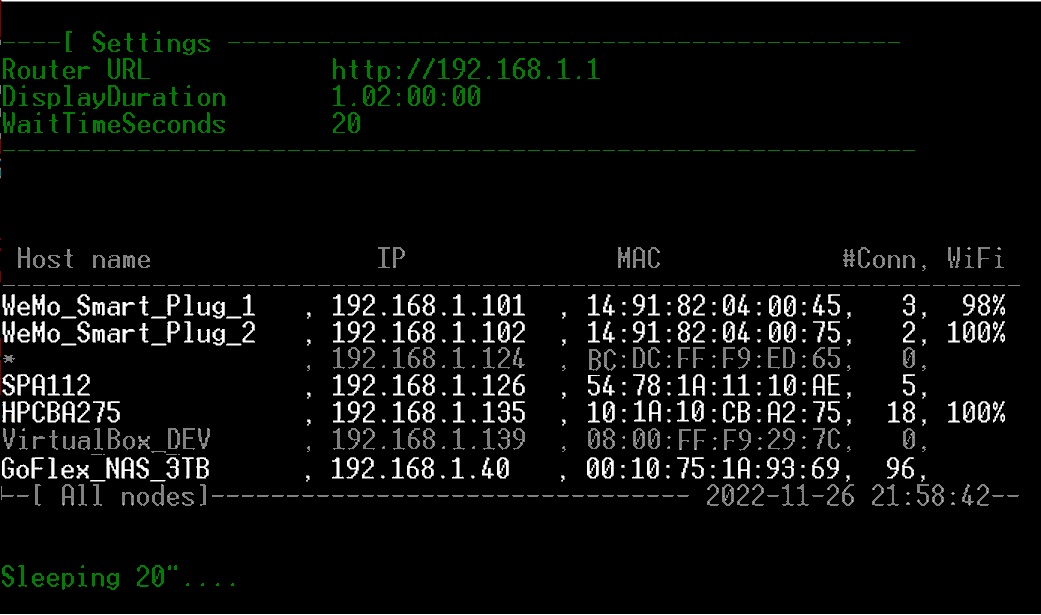 ----[ Settings ---------------------------------------------
Router URL            http://192.168.1.1
DisplayDuration       1.02:00:00
WaitTimeSeconds       20
-------------------------------------------------------------
 Host name               IP              MAC            #Conn, WiFi
--------------------------------------------------------------------
WeMo_Smart_Plug_1   , 192.168.1.101  , 14:91:82:04:00:45,   3,  98%
WeMo_Smart_Plug_2   , 192.168.1.102  , 14:91:82:04:00:75,   2, 100%
*                   , 192.168.1.124  , BC:DC:FF:F9:ED:65,   0,
SPA112              , 192.168.1.126  , 54:78:1A:11:10:AE,   5,
HPCBA275            , 192.168.1.135  , 10:1A:10:CB:A2:75,  18, 100%
VirtualBox_DEV      , 192.168.1.139  , 08:00:FF:F9:29:7C,   0,
GoFlex_NAS_3TB      , 192.168.1.40   , 00:10:75:1A:93:69,  96,
--[ All nodes]-------------------------------- 2022-11-26 21:58:42--
Sleeping 20"....